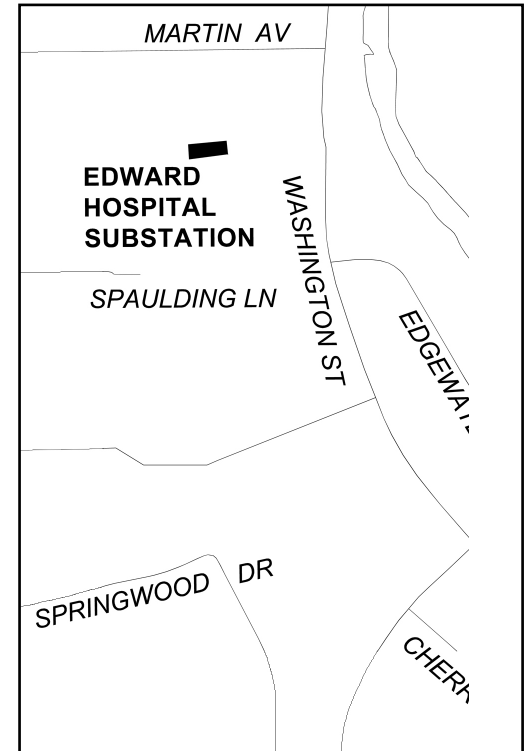 MARTIN AV
EDWARD
HOSPITAL
SUBSTATION
WASHINGTON ST
SPAULDING LN
SPRINGWOOD DR